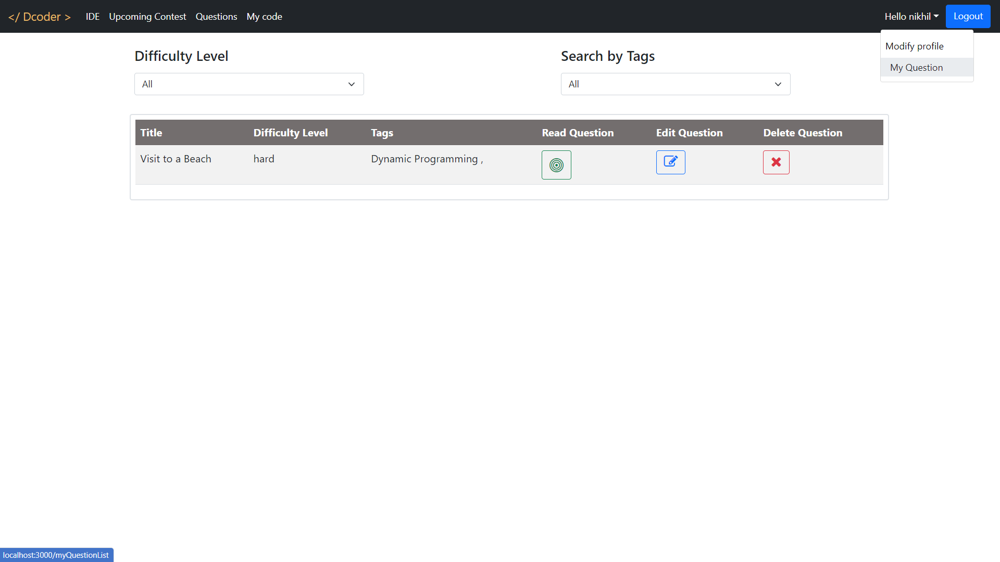 </ Dcoder > IDE Upcoming Contest Questions My code Hello nikhil Logout
Modify profile
My Question
Difficulty Level Search by Tags
All All
Title Difficulty Level Tags Read Question Edit Question Delete Question
Visit to a Beach hard Dynamic Programming ,
localhost:3000/myQuestionList